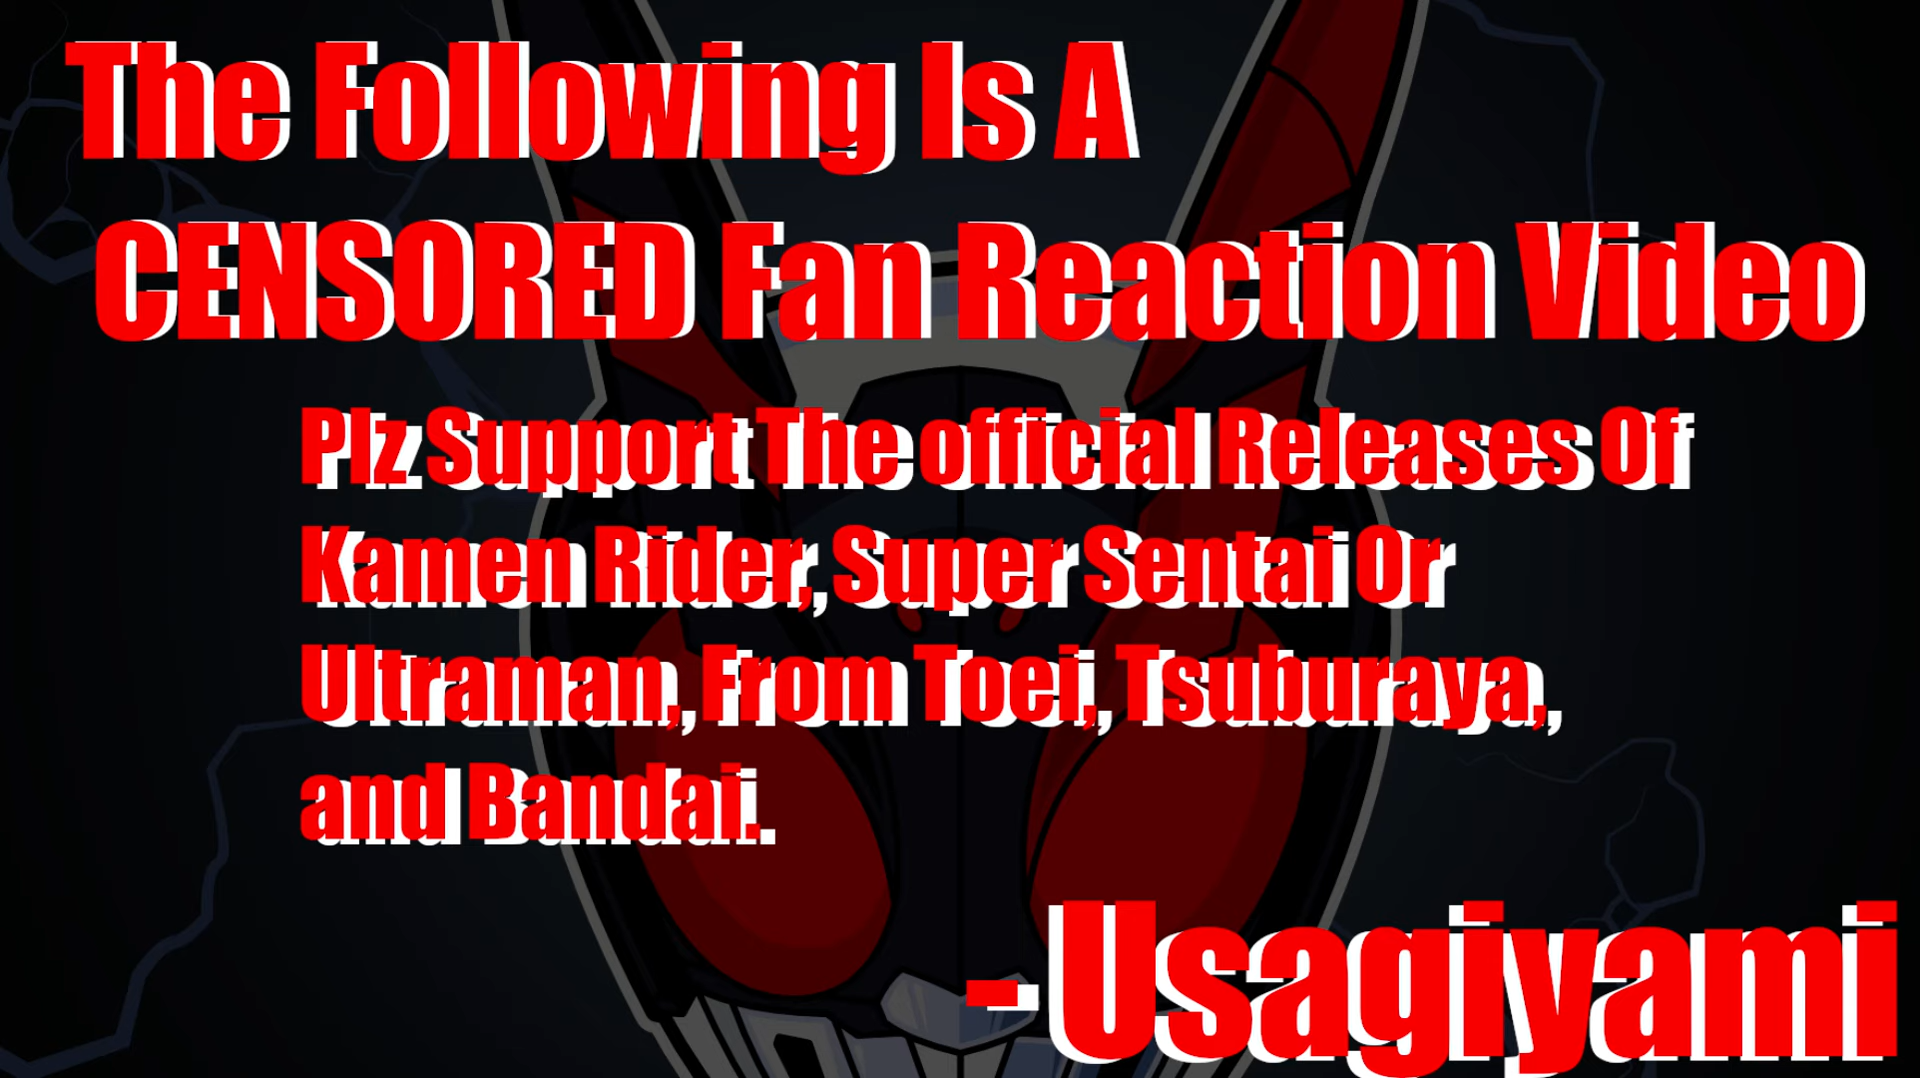 The Following Is A
CENSORED Fan Reaction Video
Plz Support The official Releases Of
Kamen Rider, Super Sentai Or
Ultraman, From Toei, Tsuburaya,
and Bandai.
- Usagiyami